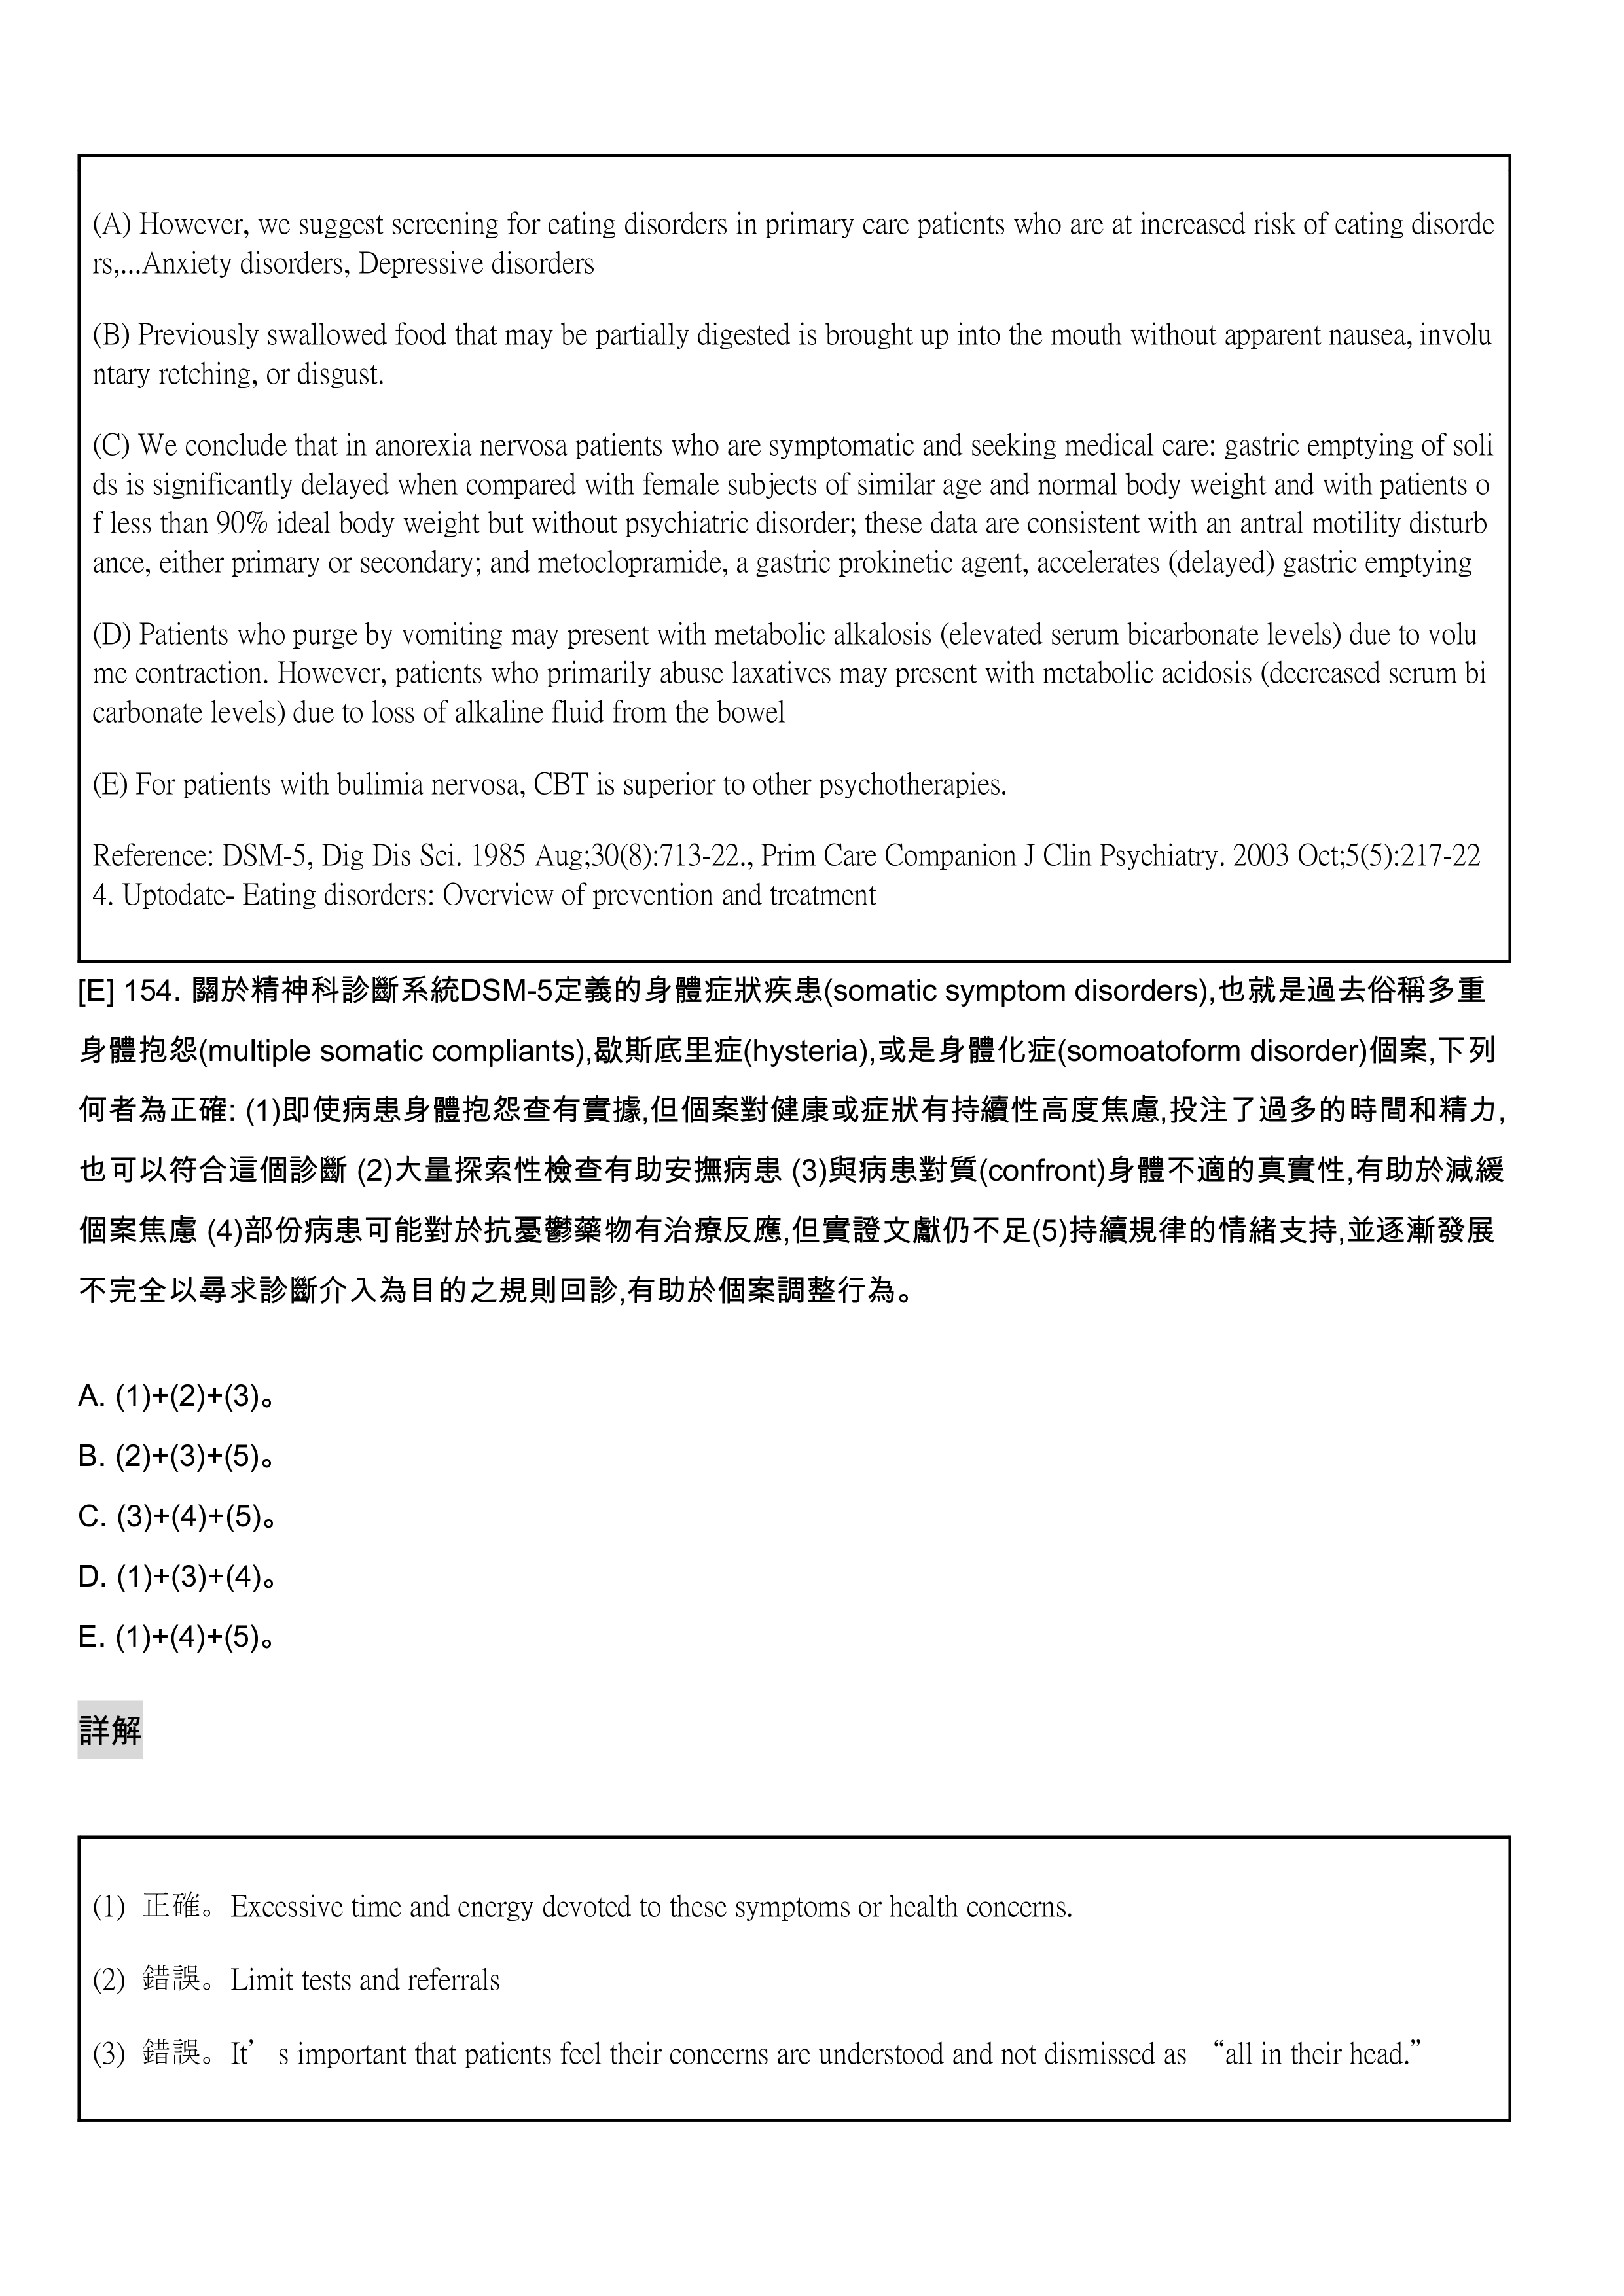 (A) However, we suggest screening for eating disorders in primary care patients who are at increased risk of eating disorde
rs,...Anxiety disorders, Depressive disorders
(B) Previously swallowed food that may be partially digested is brought up into the mouth without apparent nausea, involu
ntary retching, or disgust.
(C) We conclude that in anorexia nervosa patients who are symptomatic and seeking medical care: gastric emptying of soli
ds is significantly delayed when compared with female subjects of similar age and normal body weight and with patients o
f less than 90% ideal body weight but without psychiatric disorder; these data are consistent with an antral motility disturb
ance, either primary or secondary; and metoclopramide, a gastric prokinetic agent, accelerates (delayed) gastric emptying
(D) Patients who purge by vomiting may present with metabolic alkalosis (elevated serum bicarbonate levels) due to volu
me contraction. However, patients who primarily abuse laxatives may present with metabolic acidosis (decreased serum bi
carbonate levels) due to loss of alkaline fluid from the bowel
(E) For patients with bulimia nervosa, CBT is superior to other psychotherapies.
Reference: DSM-5, Dig Dis Sci. 1985 Aug;30(8):713-22., Prim Care Companion J Clin Psychiatry. 2003 Oct;5(5):217-22
4. Uptodate- Eating disorders: Overview of prevention and treatment
[E] 154. 關於精神科診斷系統DSM-5定義的身體症狀疾患(somatic symptom disorders),也就是過去俗稱多重
身體抱怨(multiple somatic compliants),歇斯底里症(hysteria),或是身體化症(somoatoform disorder)個案,下列
何者為正確: (1)即使病患身體抱怨查有實據,但個案對健康或症狀有持續性高度焦慮,投注了過多的時間和精力,
也可以符合這個診斷 (2)大量探索性檢查有助安撫病患 (3)與病患對質(confront)身體不適的真實性,有助於減緩
個案焦慮 (4)部份病患可能對於抗憂鬱藥物有治療反應,但實證文獻仍不足(5)持續規律的情緒支持,並逐漸發展
不完全以尋求診斷介入為目的之規則回診,有助於個案調整行為。
A. (1)+(2)+(3)。
B. (2)+(3)+(5)。
C. (3)+(4)+(5)。
D. (1)+(3)+(4)。
E. (1)+(4)+(5)。
詳解
(1) 正確。Excessive time and energy devoted to these symptoms or health concerns.
(2) 錯誤。Limit tests and referrals
(3) 錯誤。It’s important that patients feel their concerns are understood and not dismissed as “all in their head.”